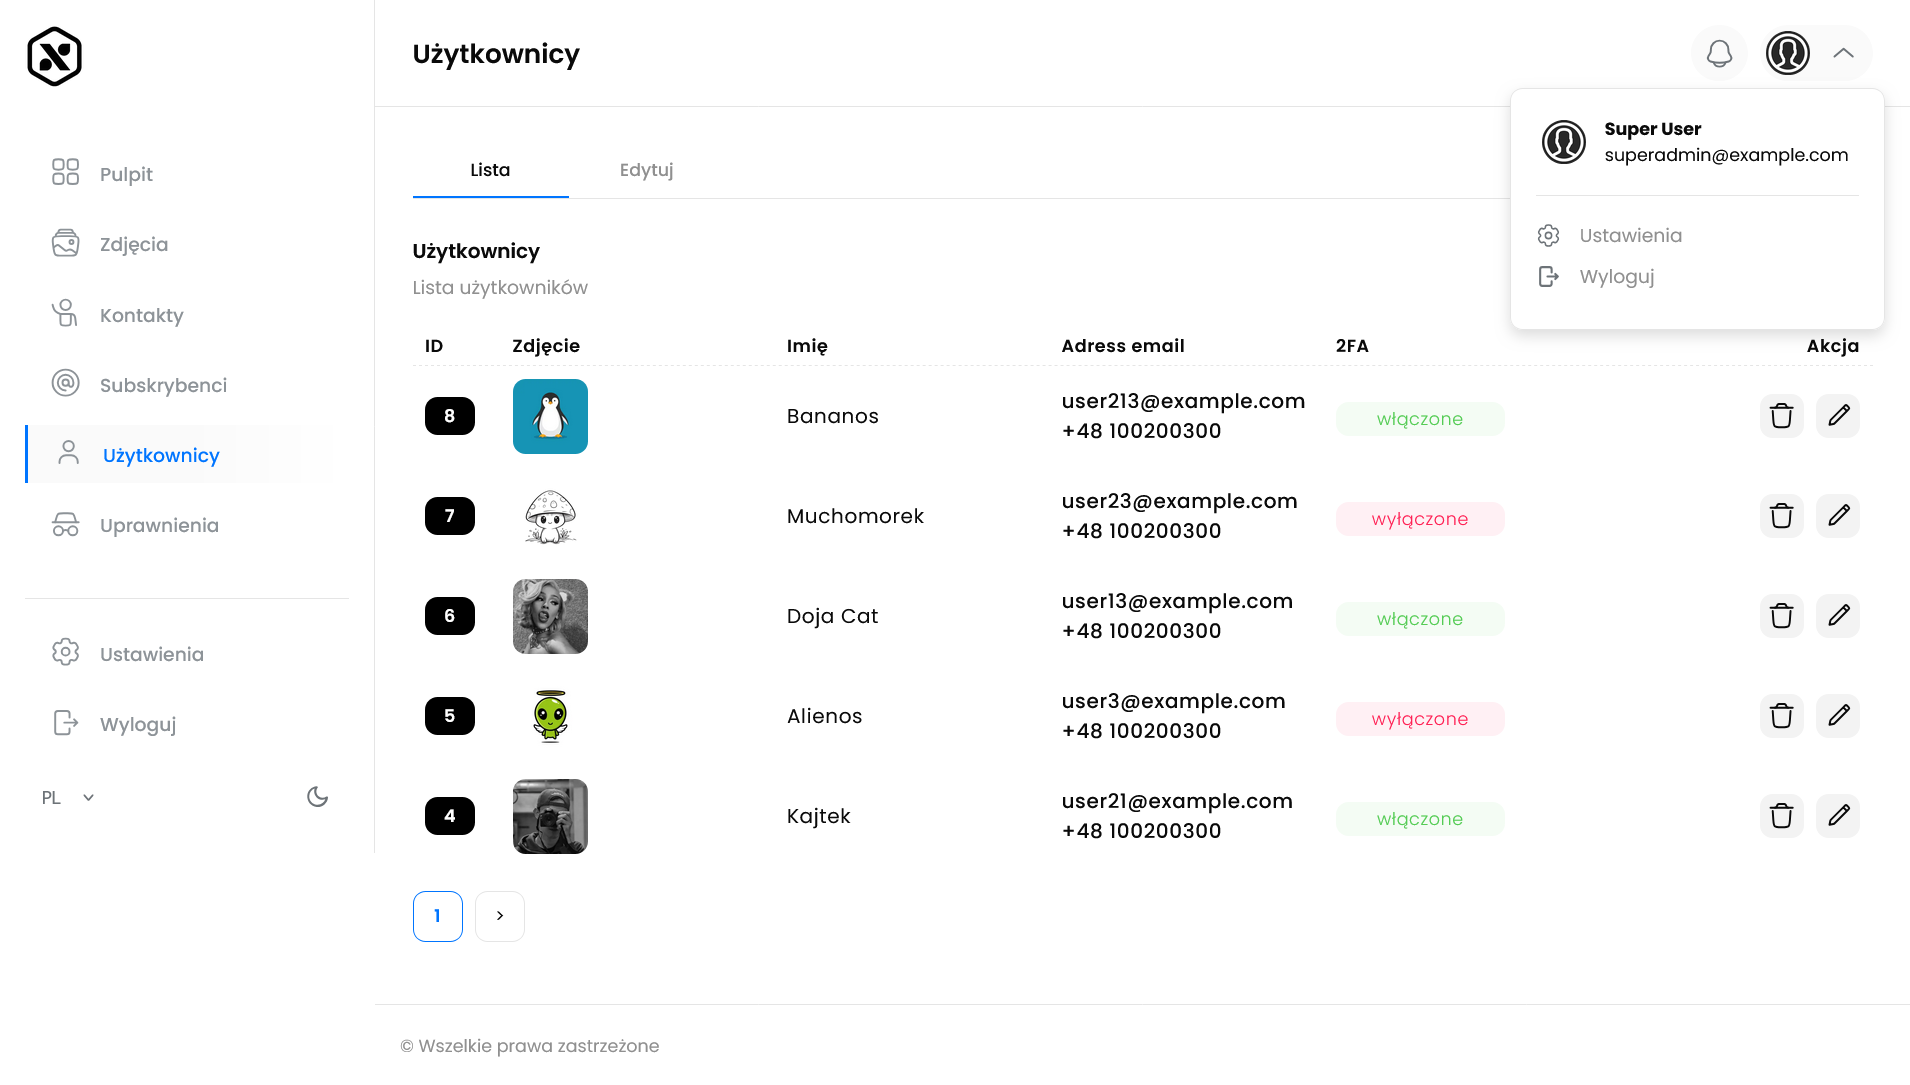 Użytkownicy
Super User
superadmin@example.com
Ustawienia
Wyloguj
Pulpit
Zdjęcia
Kontakty
Subskrybenci
Użytkownicy
Uprawnienia
Ustawienia
Wyloguj
PL
Lista Edytuj
Użytkownicy
Lista użytkowników
ID Zdjęcie Imię Adress email 2FA Akcja
8 Bananos user213@example.com włączone
+48 100200300
7 Muchomorek user23@example.com wyłączone
+48 100200300
6 Doja Cat user13@example.com włączone
+48 100200300
5 Alienos user3@example.com wyłączone
+48 100200300
4 Kajtek user21@example.com włączone
+48 100200300
1 >
© Wszelkie prawa zastrzeżone